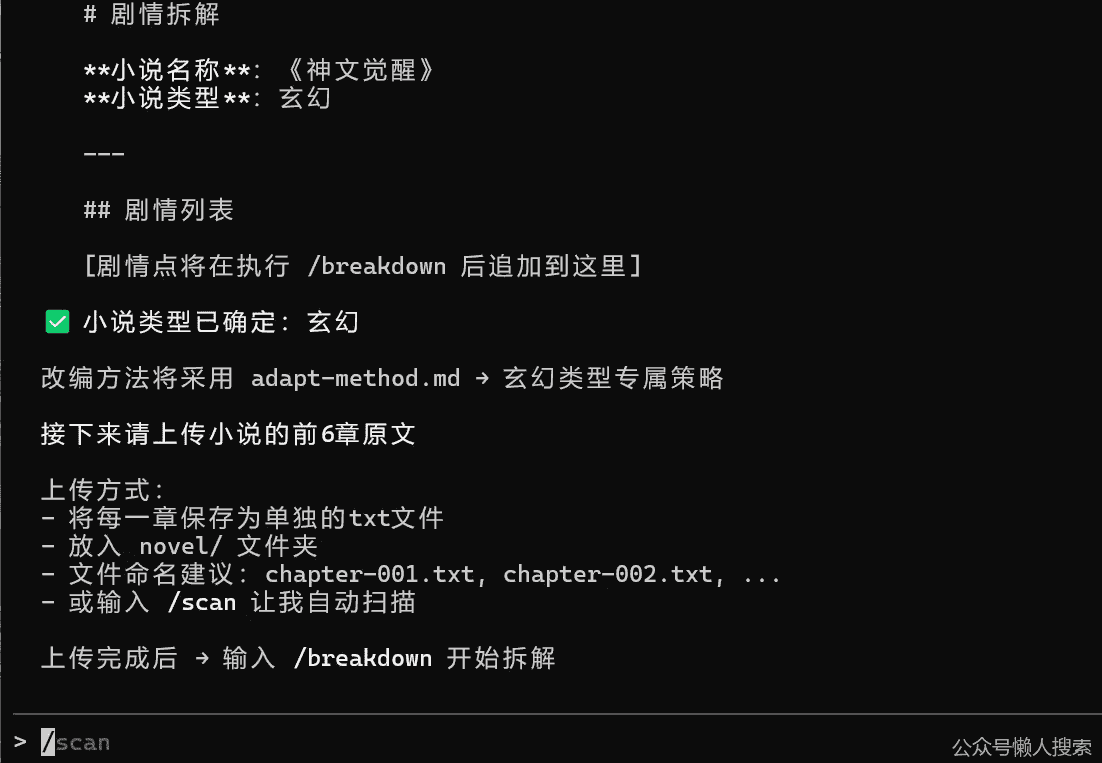 # 剧情拆解
**小说名称**: 《神文觉醒》
**小说类型**: 玄幻
---
## 剧情列表
[剧情点将在执行 /breakdown 后追加到这里]
✅ 小说类型已确定: 玄幻
改编方法将采用 adapt-method.md → 玄幻类型专属策略
接下来请上传小说的前6章原文
上传方式:
- 将每一章保存为单独的txt文件
- 放入 novel/ 文件夹
- 文件命名建议: chapter-001.txt, chapter-002.txt, ...
- 或输入 /scan 让我自动扫描
上传完成后 → 输入 /breakdown 开始拆解
> /scan
公众号懒人搜索